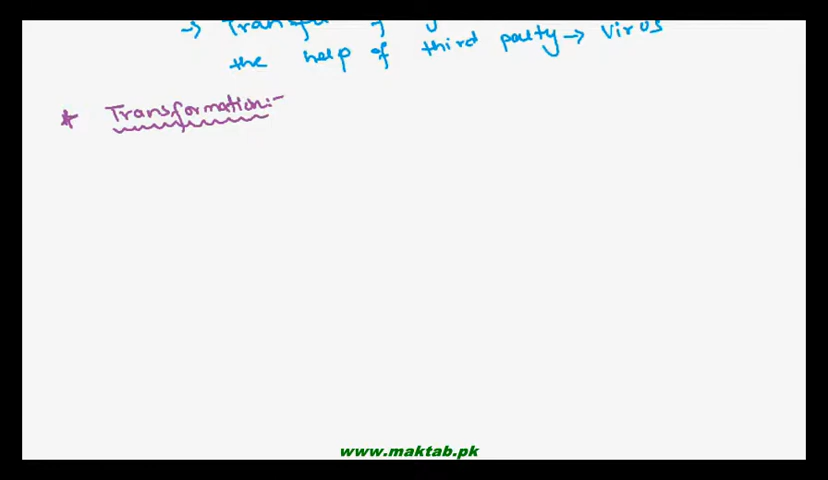 →
the help of third party → Virus
* Transformation:-
www.maktab.pk